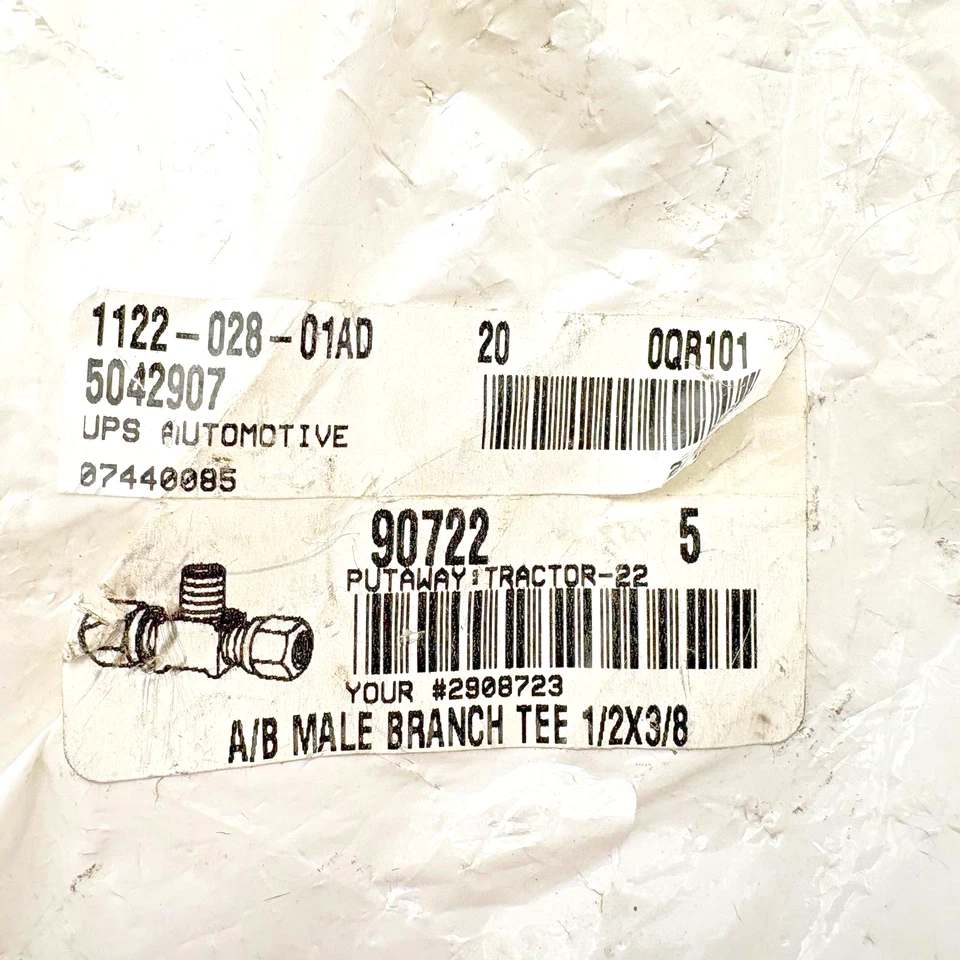 1122-028-01AD 20 0QR101
5042907
UPS AUTOMOTIVE
07440085
90722 5
PUTAWAY:TRACTOR-22
YOUR #2908723
A/B MALE BRANCH TEE 1/2X3/8